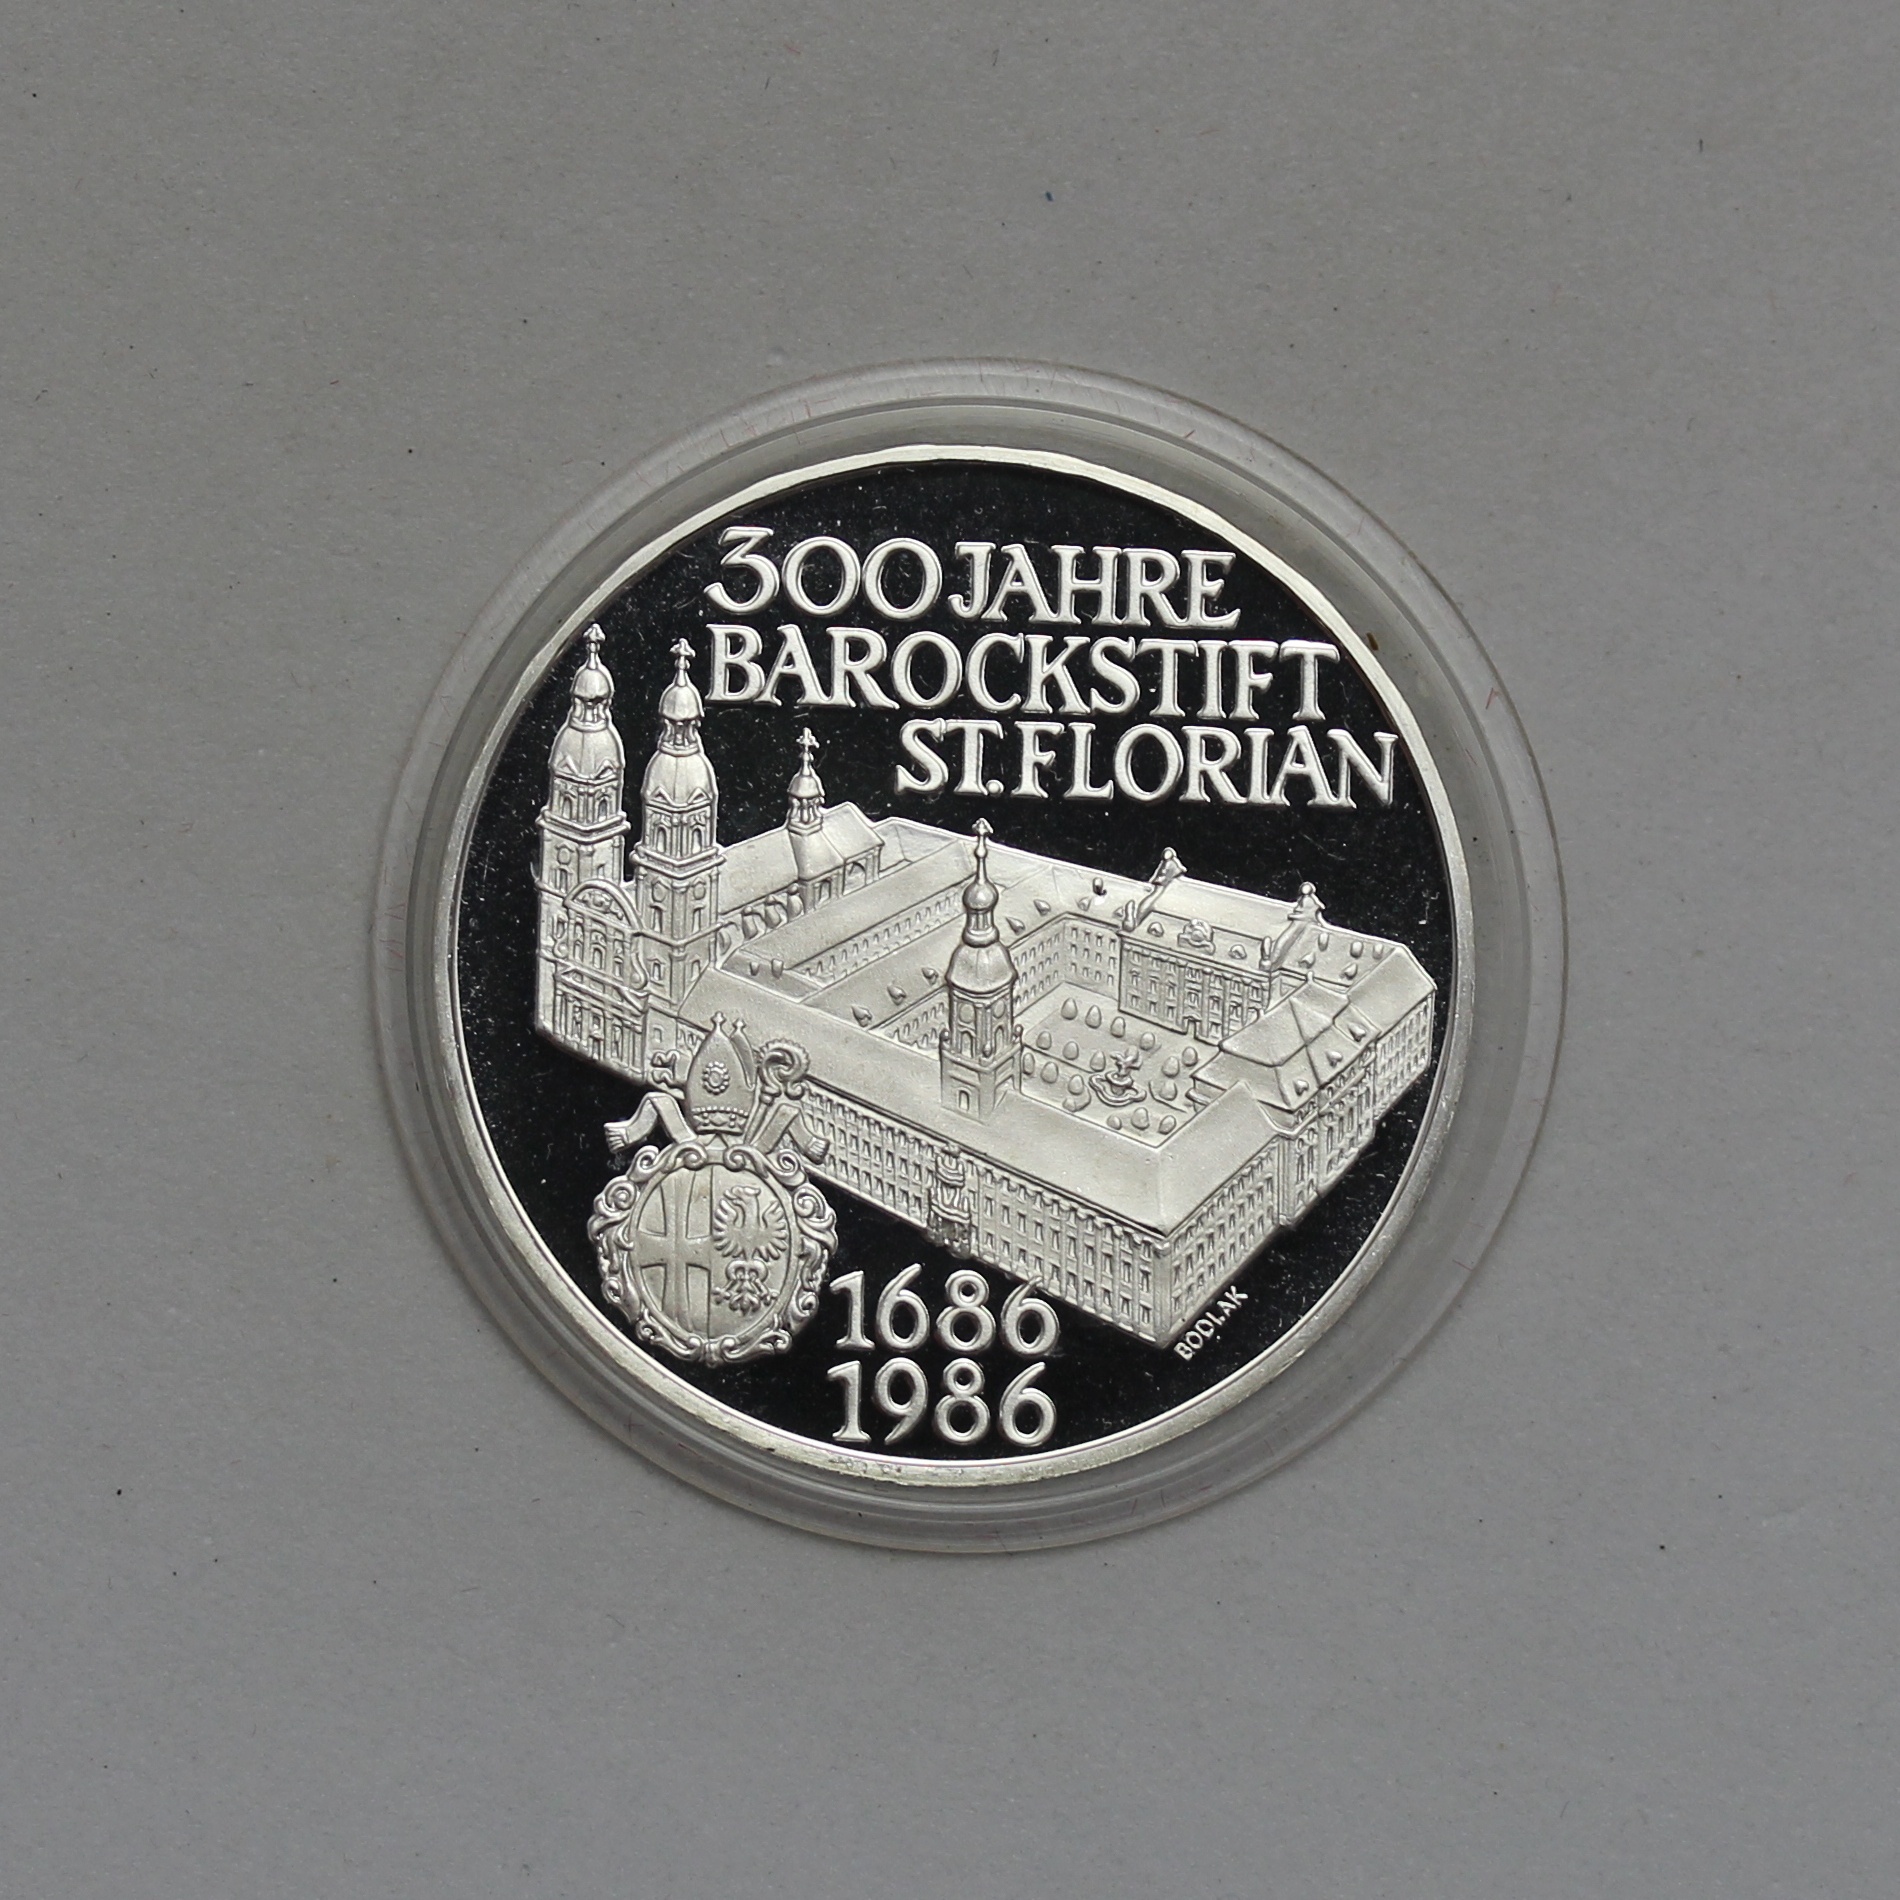 300 JAHRE
BAROCKSTIFT
ST. FLORIAN
1686
1986
BODLAK